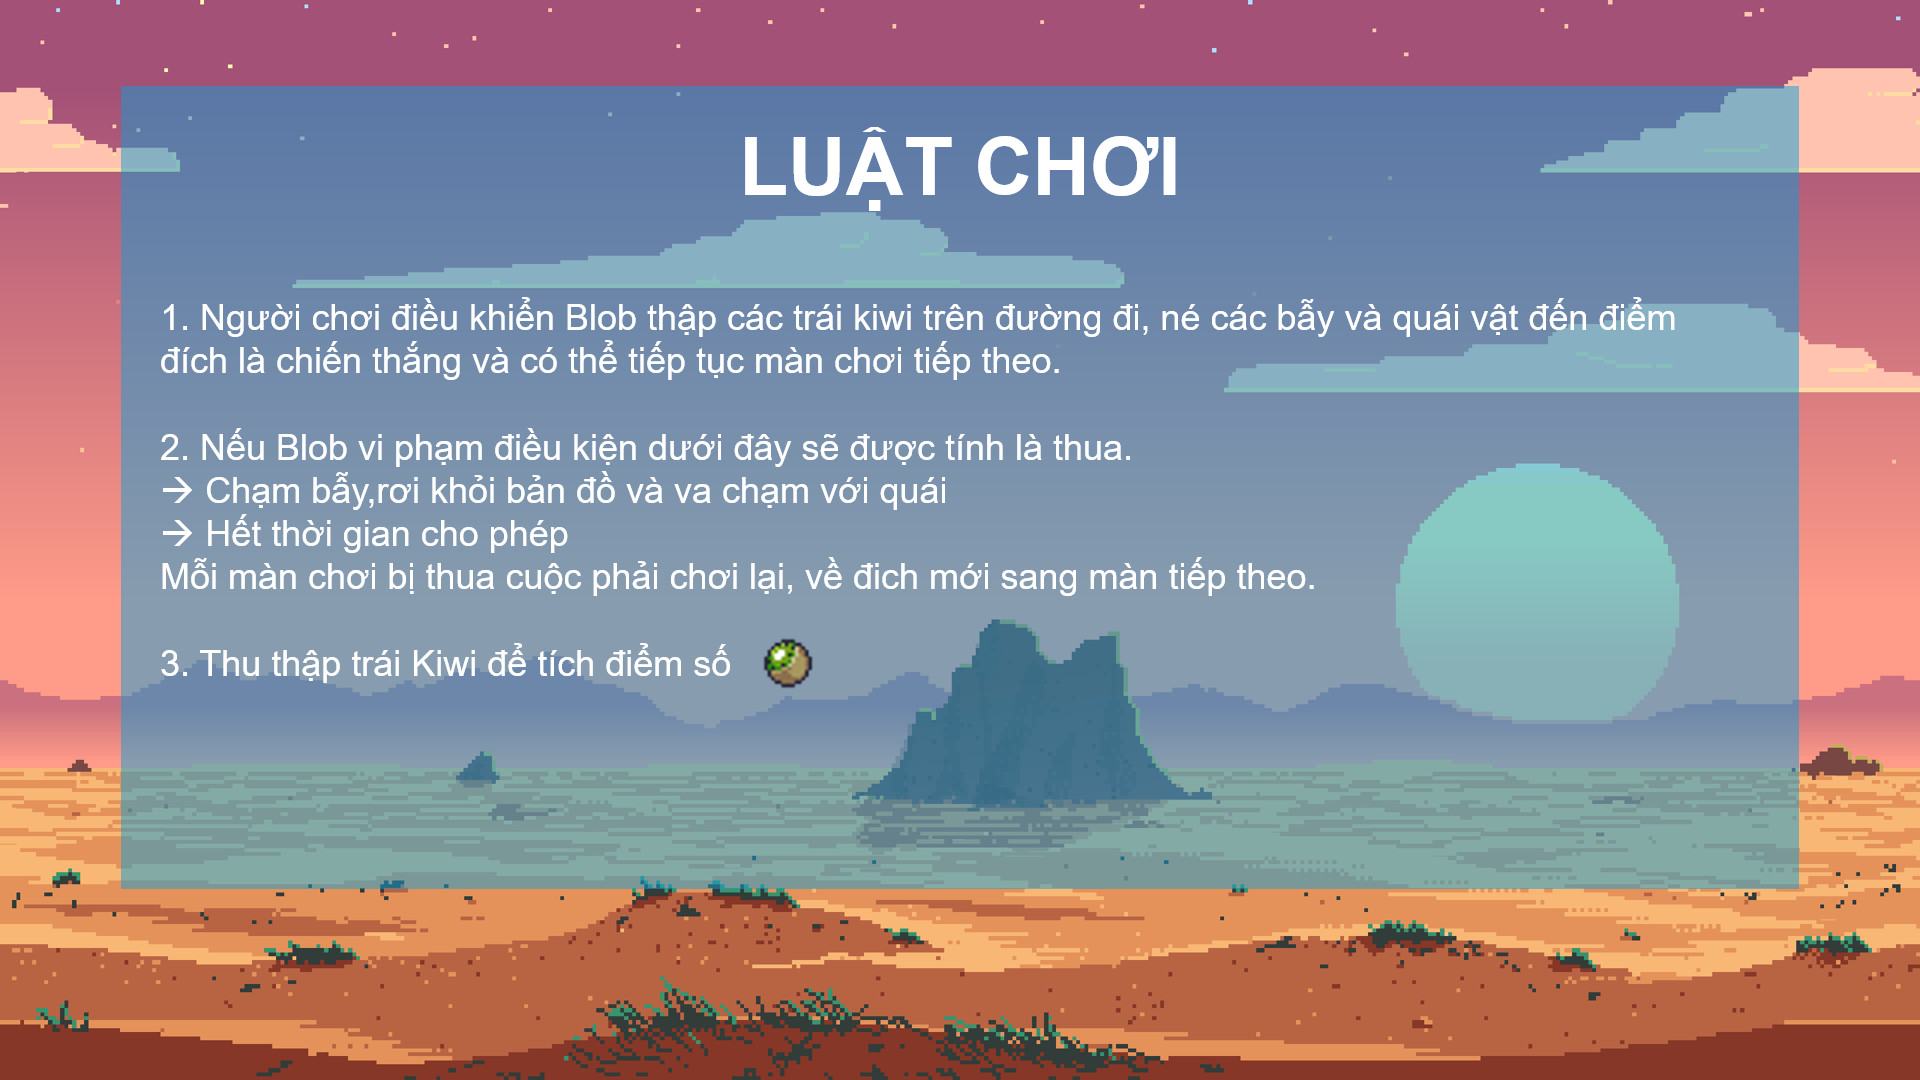 LUẬT CHƠI
1. Người chơi điều khiển Blob thập các trái kiwi trên đường đi, né các bẫy và quái vật đến điểm
đích là chiến thắng và có thể tiếp tục màn chơi tiếp theo.
2. Nếu Blob vi phạm điều kiện dưới đây sẽ được tính là thua.
→ Chạm bẫy,rơi khỏi bản đồ và va chạm với quái
→ Hết thời gian cho phép
Mỗi màn chơi bị thua cuộc phải chơi lại, về đich mới sang màn tiếp theo.
3. Thu thập trái Kiwi để tích điểm số